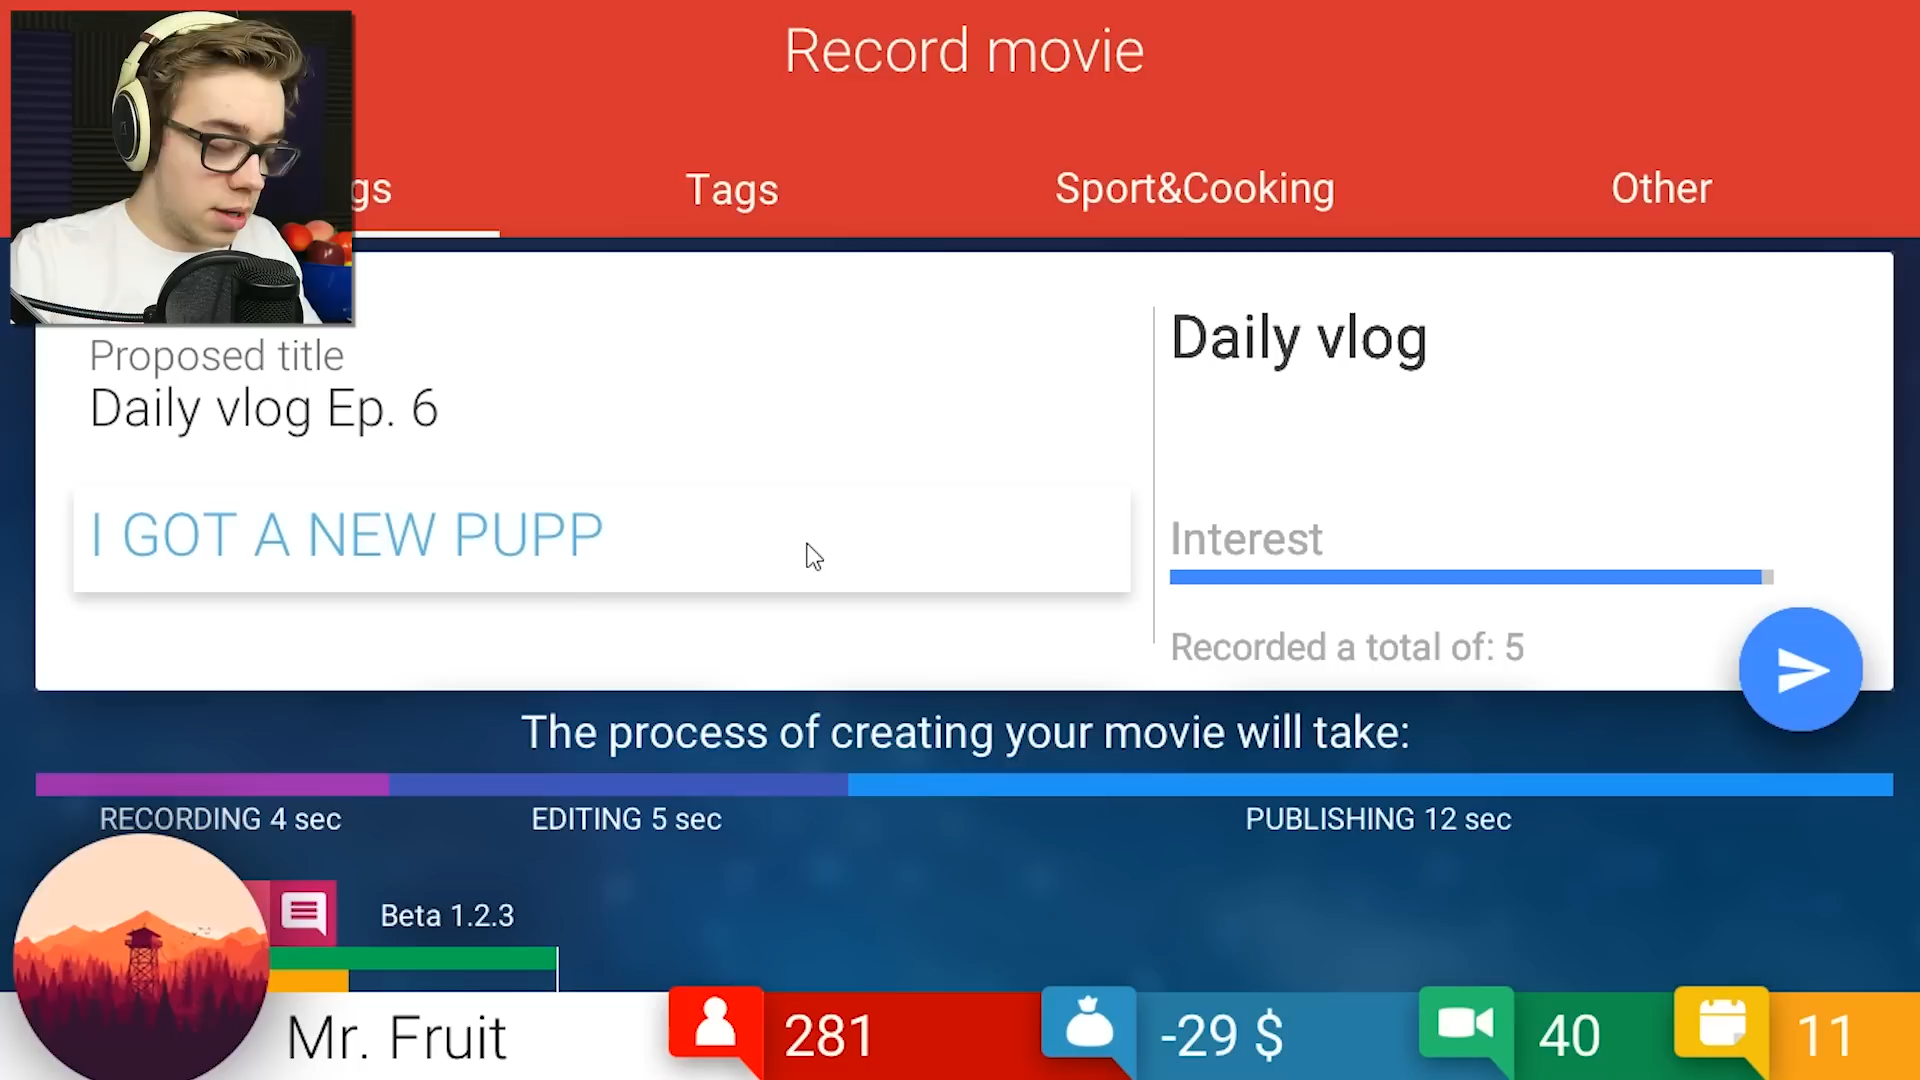 Record movie
gs
Tags
Sport&Cooking
Other
Proposed title
Daily vlog Ep. 6
I GOT A NEW PUPP
Daily vlog
Interest
Recorded a total of: 5
The process of creating your movie will take:
RECORDING 4 sec
EDITING 5 sec
PUBLISHING 12 sec
Beta 1.2.3
Mr. Fruit
281
-29 $
40
11